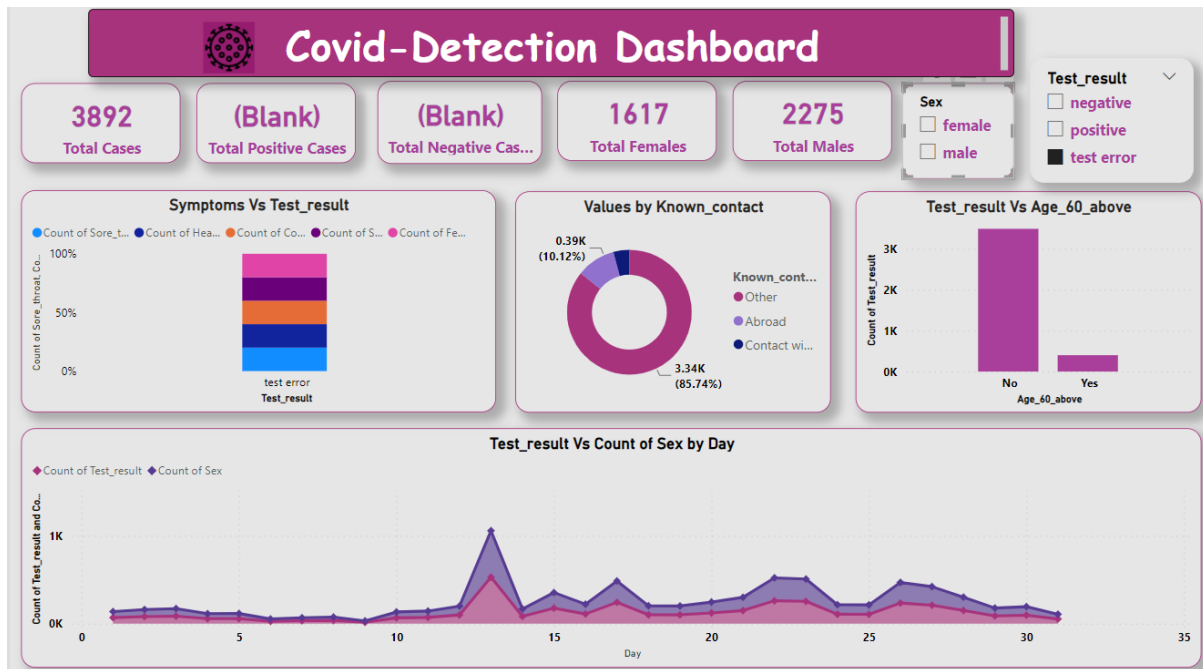 Covid-Detection Dashboard
3892
Total Cases
(Blank)
Total Positive Cases
(Blank)
Total Negative Cas...
1617
Total Females
2275
Total Males
Sex
female
male
Test_result
negative
positive
test error
Symptoms Vs Test_result
Count of Sore_t... Count of Hea... Count of Co... Count of S... Count of Fe...
Count of Sore_throat, Co...
100%
50%
0%
test error
Test_result
Values by Known_contact
0.39K
(10.12%)
3.34K
(85.74%)
Known_cont...
Other
Abroad
Contact wi...
Test_result Vs Age_60_above
Count of Test_result
3K
2K
1K
0K
No Yes
Age_60_above
Test_result Vs Count of Sex by Day
Count of Test_result Count of Sex
Count of Test_result and Co...
1K
0K
0 5 10 15 20 25 30 35
Day